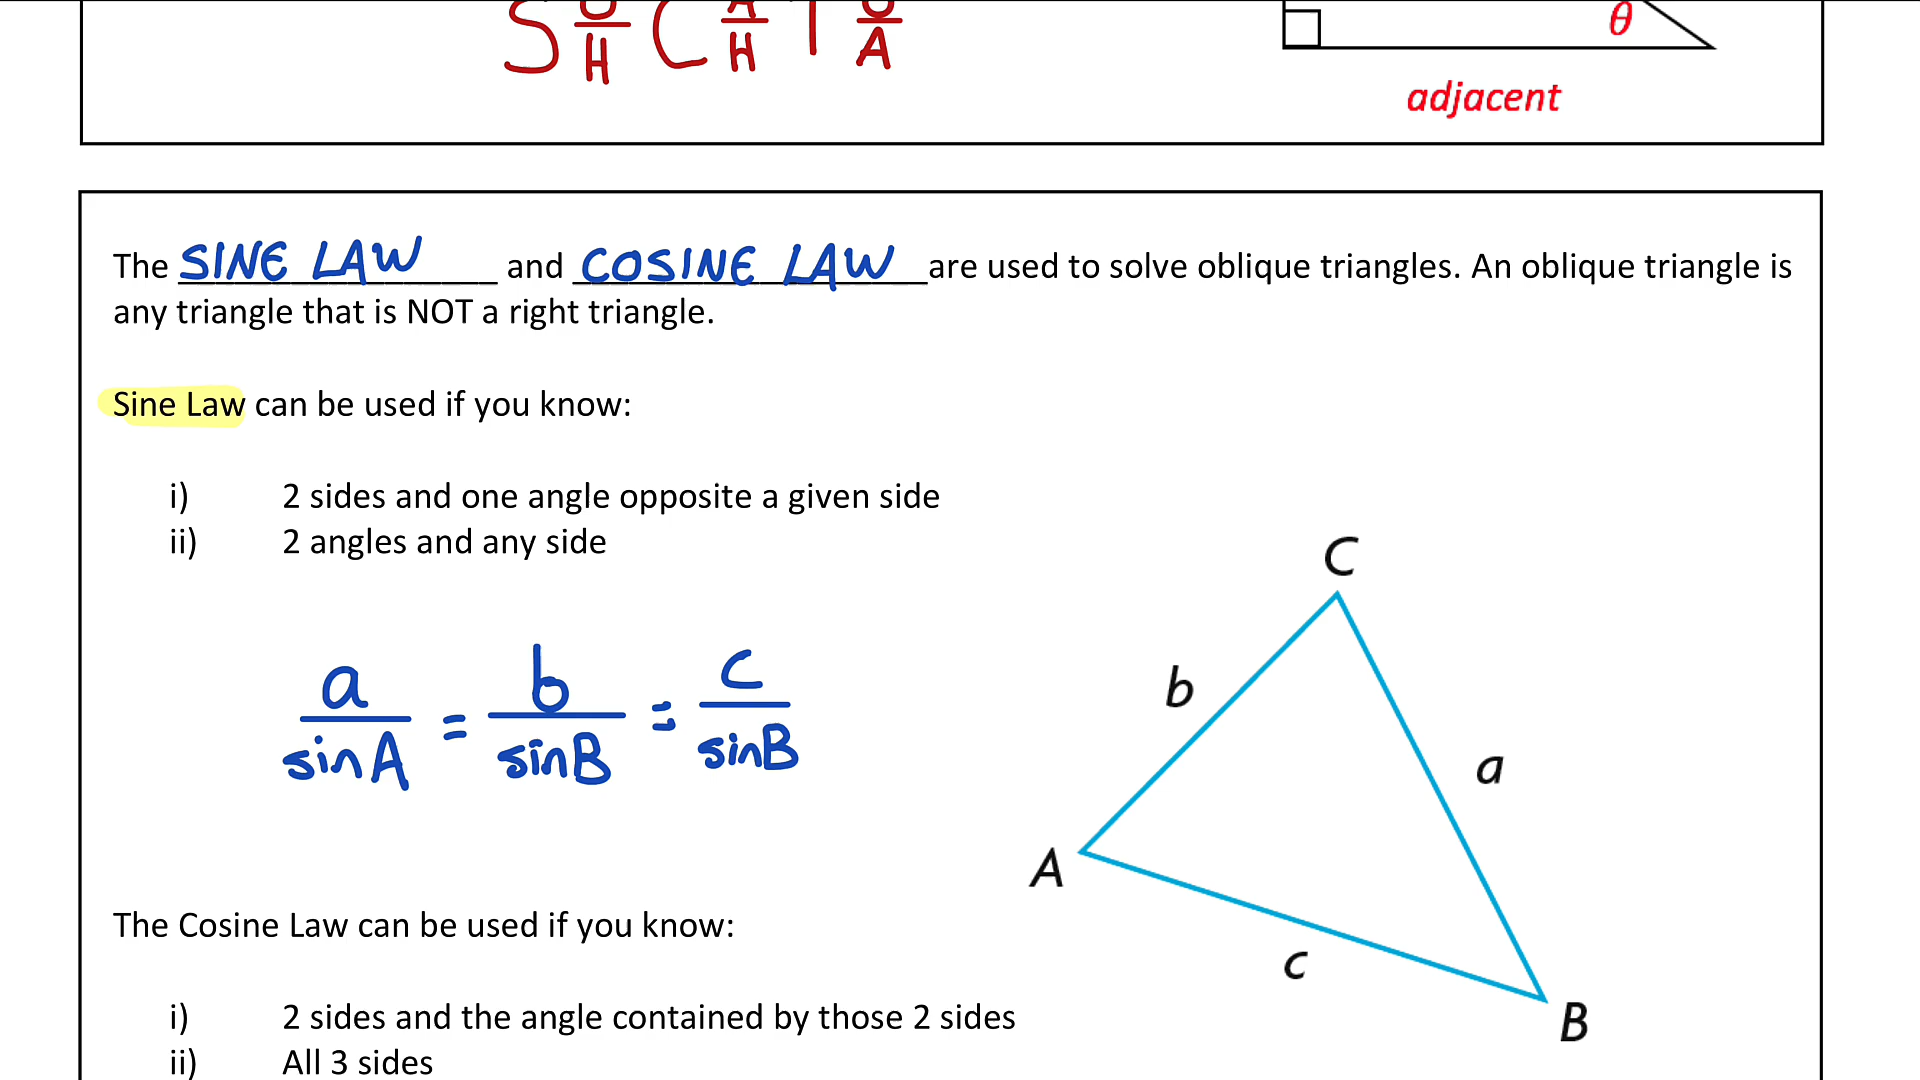 S O/H C A/H T O/A
θ
adjacent
The SINE LAW and COSINE LAW are used to solve oblique triangles. An oblique triangle is
any triangle that is NOT a right triangle.
Sine Law can be used if you know:
i) 2 sides and one angle opposite a given side
ii) 2 angles and any side
a/sinA = b/sinB = c/sinB
C
b
a
A
c
B
The Cosine Law can be used if you know:
i) 2 sides and the angle contained by those 2 sides
ii) All 3 sides